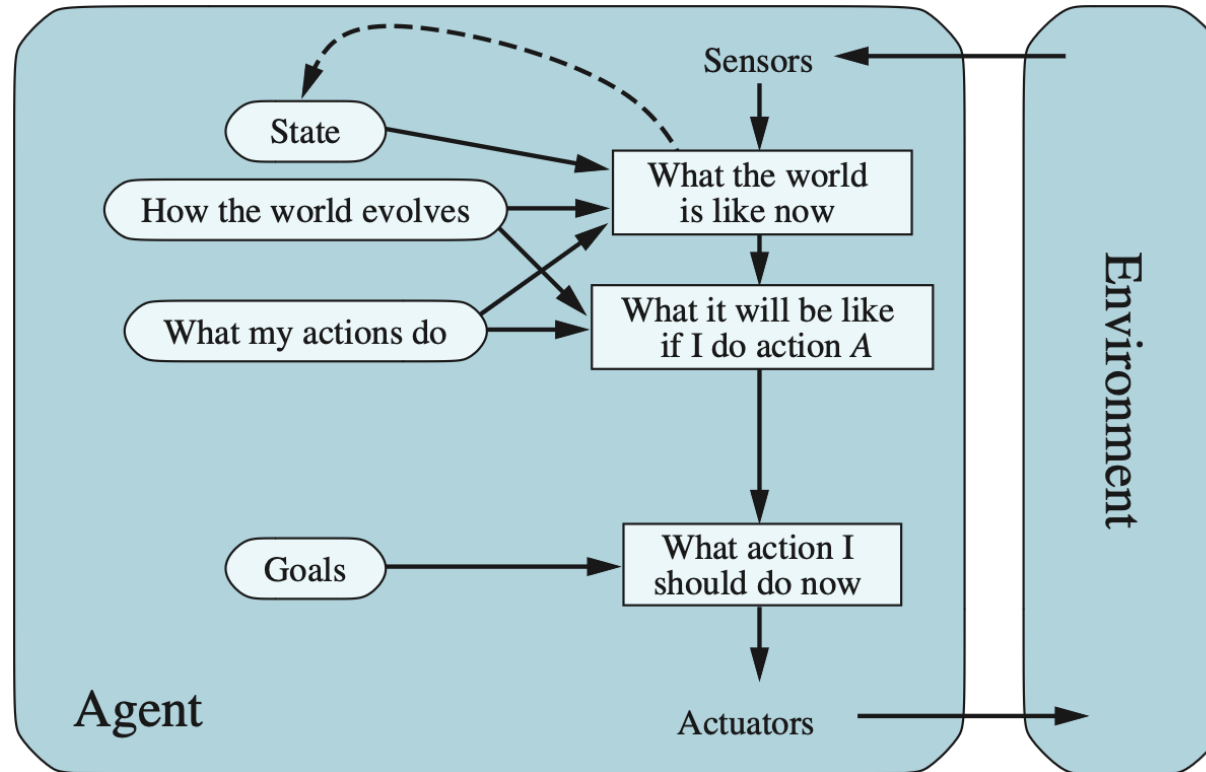 Sensors
State
What the world
is like now
How the world evolves
What my actions do
What it will be like
if I do action A
Goals
What action I
should do now
Agent
Actuators
Environment